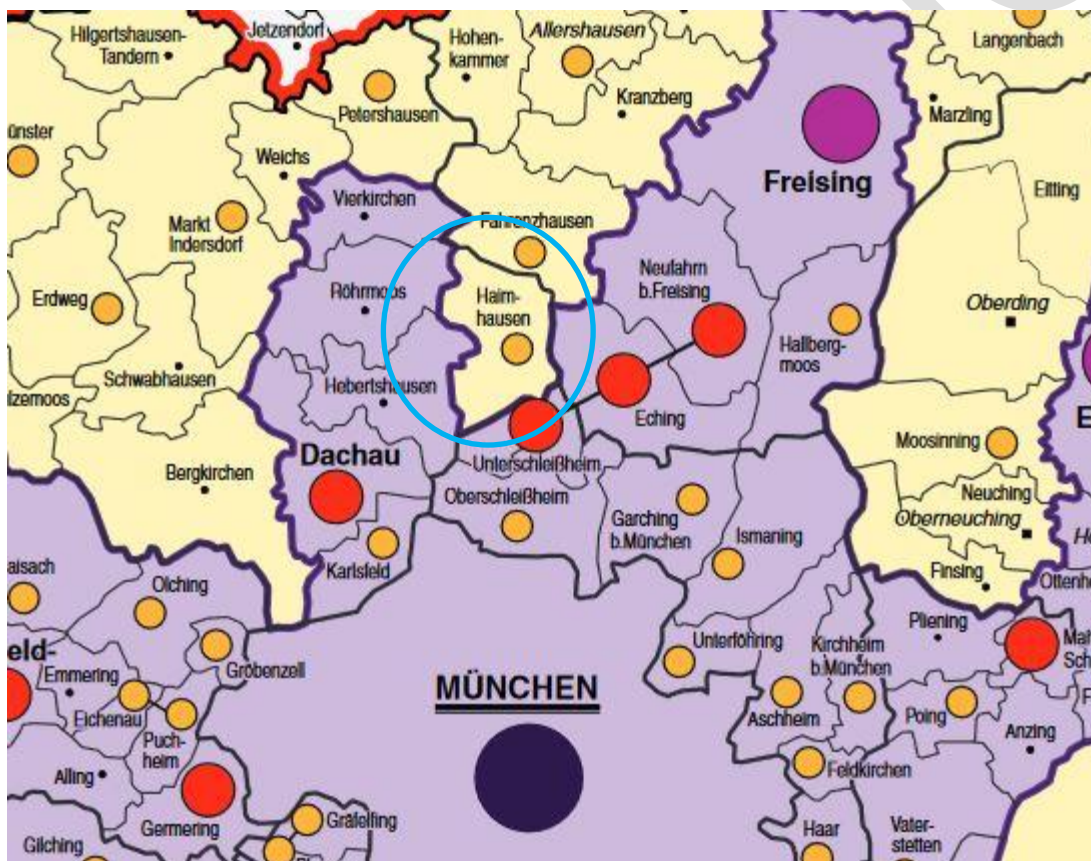 Hilgertshausen-
Tandern
Jetzendorf
Hohen-
kammer
Allershausen
Langenbach
Petershausen
Kranzberg
Marzling
Weichs
Freising
Vierkirchen
Eitting
Markt
Indersdorf
Fahrenzhausen
Röhrmoos
Neufahrn
b.Freising
Erdweg
Haim-
hausen
Oberding
Hallberg-
moos
Schwabhausen
Hebertshausen
Eching
Moosinning
Dachau
Unterschleißheim
Bergkirchen
Oberschleißheim
Neuching
Garching
b.München
Ismaning
Oberneuching
Karlsfeld
Finsing
Olching
Pliening
Unterföhring
Kirchheim
b.München
Gröbenzell
Emmering
MÜNCHEN
Eichenau
Aschheim
Poing
Anzing
Puch-
heim
Alling
Feldkirchen
Germering
Gräfelfing
Haar
Vater-
stetten
Gilching